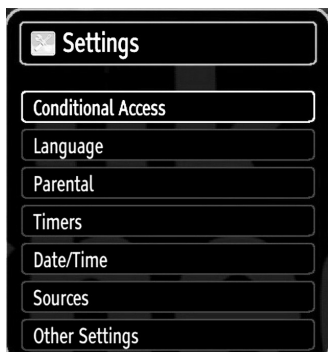 Settings
Conditional Access
Language
Parental
Timers
Date/Time
Sources
Other Settings